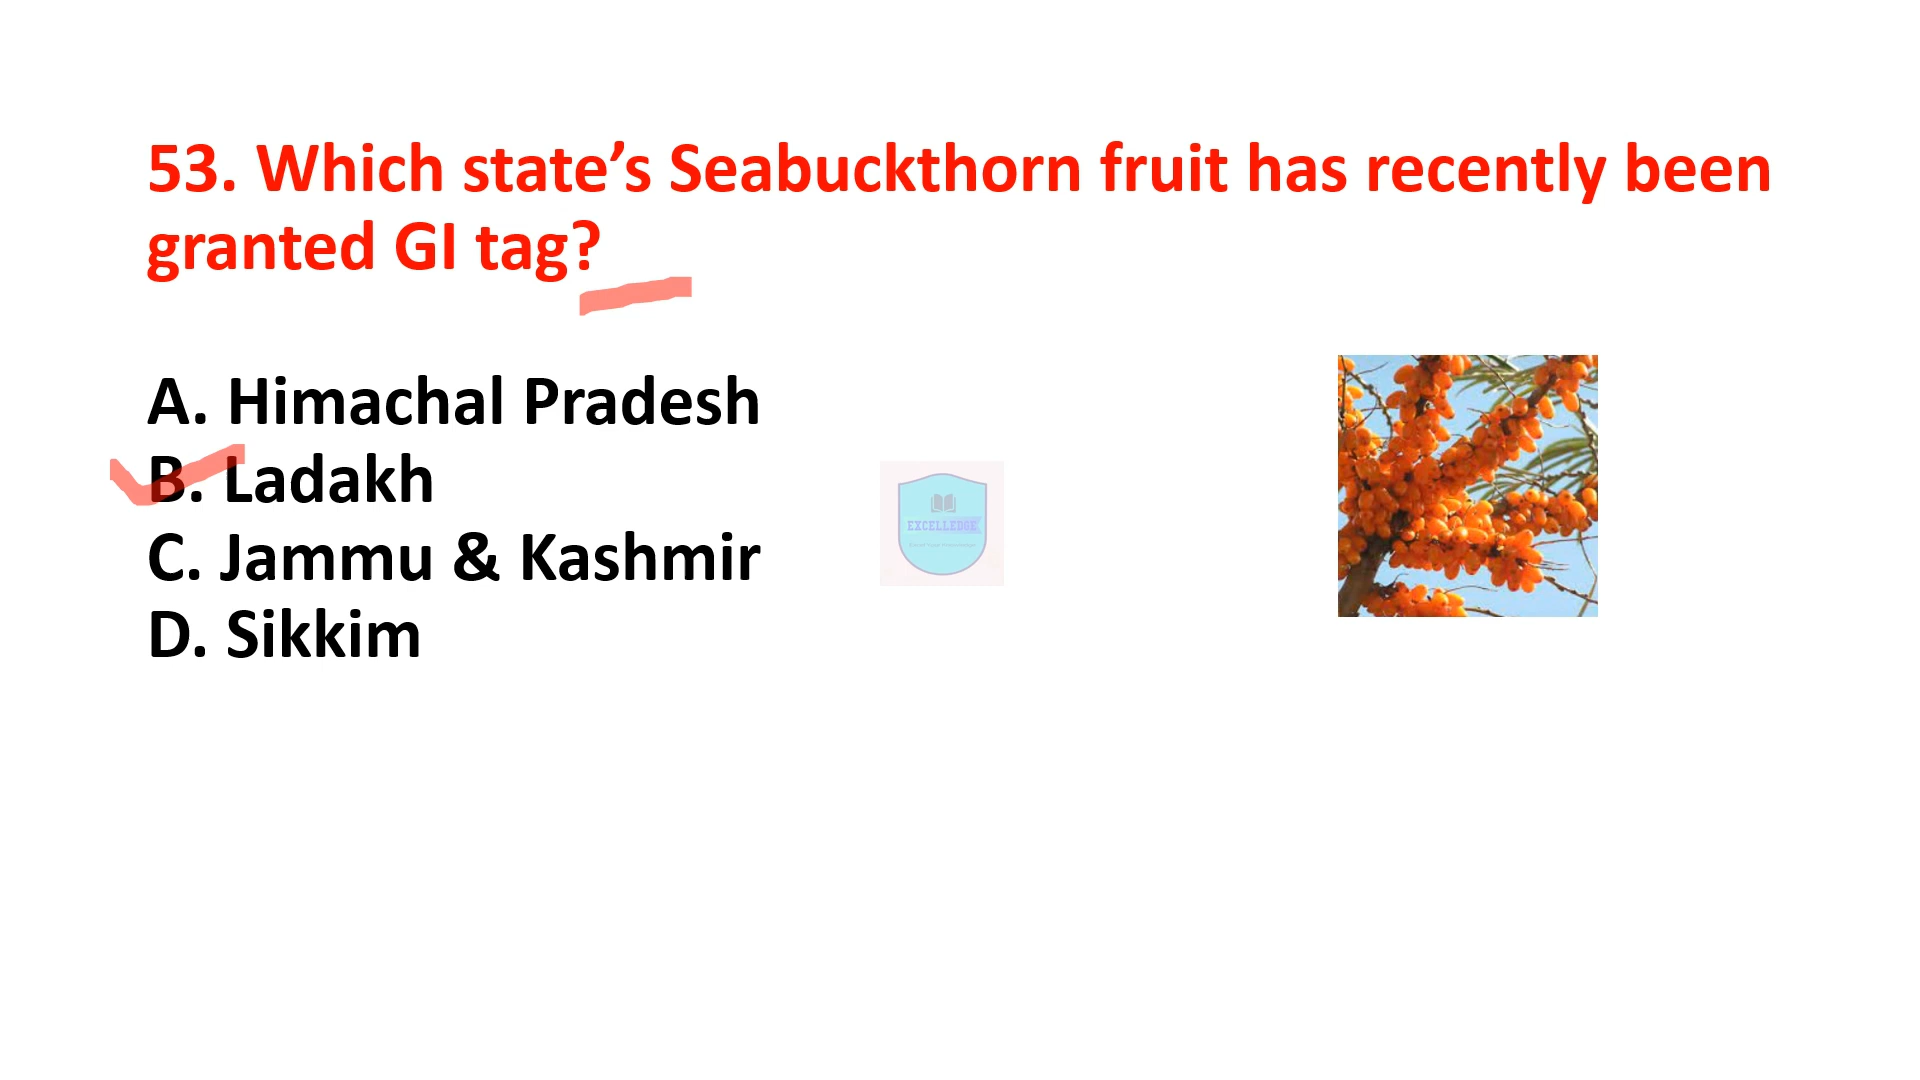 53. Which state’s Seabuckthorn fruit has recently been
granted GI tag?
A. Himachal Pradesh
B. Ladakh
C. Jammu & Kashmir
D. Sikkim
EXCELLEDGE